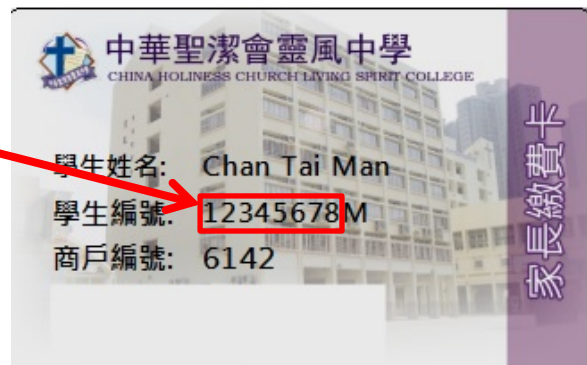 中華聖潔會靈風中學
CHINA HOLINESS CHURCH LIVING SPIRIT COLLEGE
學生姓名: Chan Tai Man
學生編號: 12345678M
商戶編號: 6142
家長繳費卡